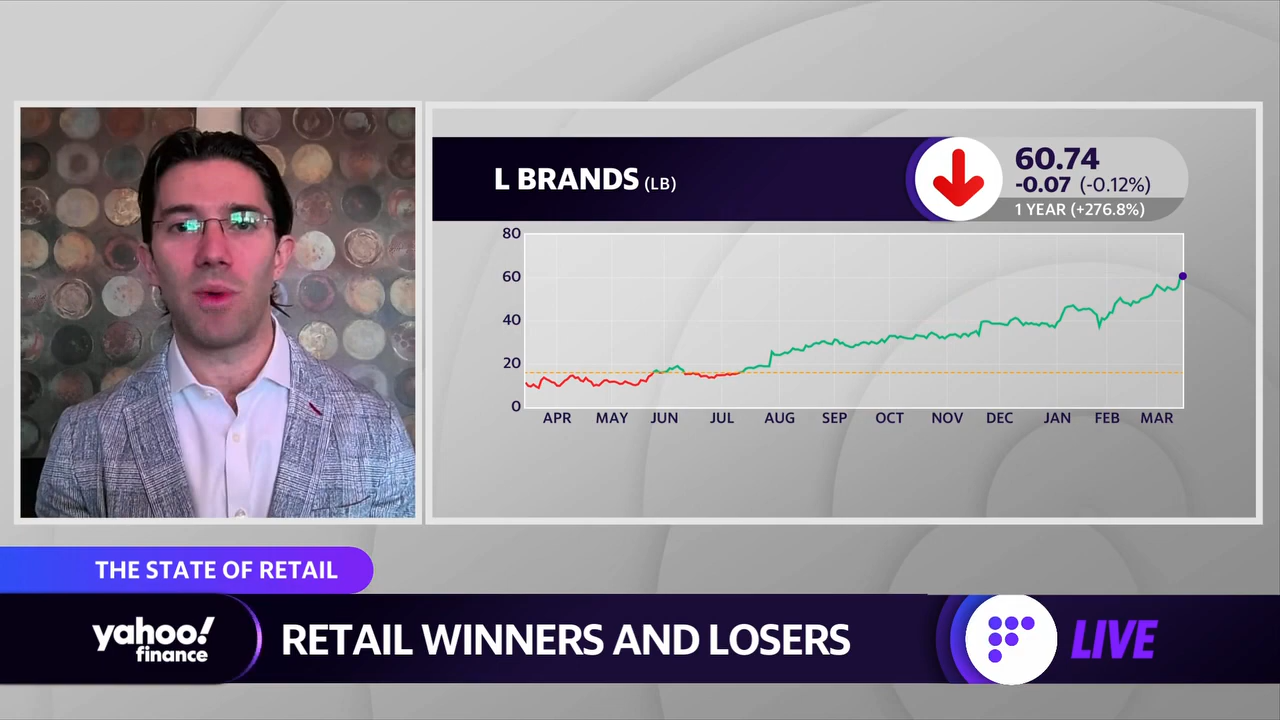 L BRANDS (LB)
60.74
-0.07 (-0.12%)
1 YEAR (+276.8%)
80
60
40
20
0
APR MAY JUN JUL AUG SEP OCT NOV DEC JAN FEB MAR
THE STATE OF RETAIL
yahoo!
finance
RETAIL WINNERS AND LOSERS
LIVE